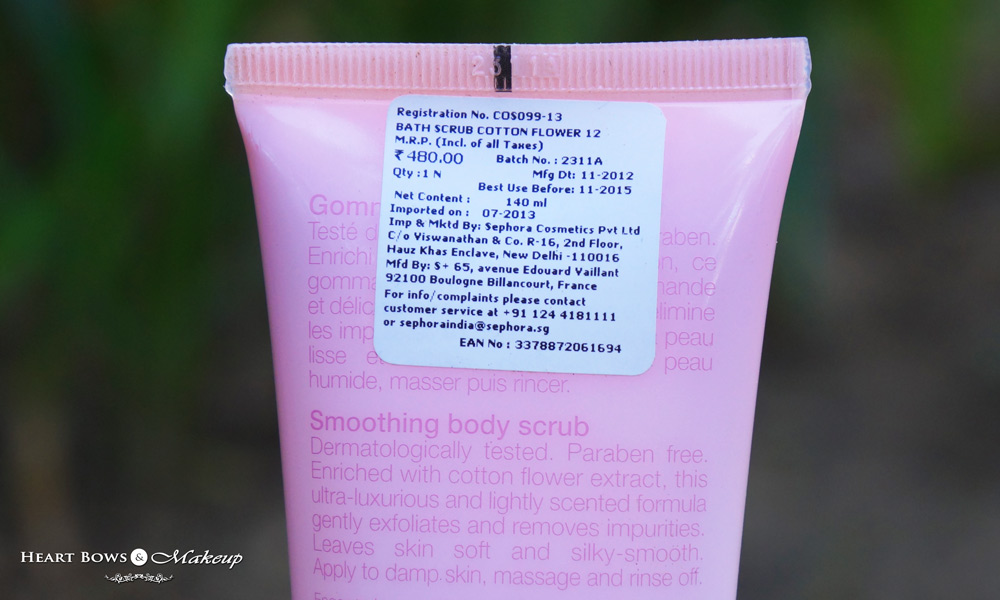 Registration No. COS099-13
BATH SCRUB COTTON FLOWER 12
M.R.P. (Incl. of all Taxes)
₹ 480.00 Batch No. : 2311A
Qty :1 N Mfg Dt: 11-2012
Best Use Before: 11-2015
Net Content : 140 ml
Imported on : 07-2013
Imp & Mktd By: Sephora Cosmetics Pvt Ltd
C/o Viswanathan & Co. R-16, 2nd Floor,
Hauz Khas Enclave, New Delhi -110016
Mfd By: S+ 65, avenue Edouard Vaillant
92100 Boulogne Billancourt, France
For info/complaints please contact
customer service at +91 124 4181111
or sephoraindia@sephora.sg
EAN No : 3378872061694
Testé
Enrichi ce
et
les peau
lisse peau
humide, masser puis rincer.
Smoothing body scrub
Dermatologically tested. Paraben free.
Enriched with cotton flower extract, this
ultra-luxurious and lightly scented formula
gently exfoliates and removes impurities.
Leaves skin soft and silky-smooth.
Apply to damp skin, massage and rinse off.
HEART BOWS & Makeup